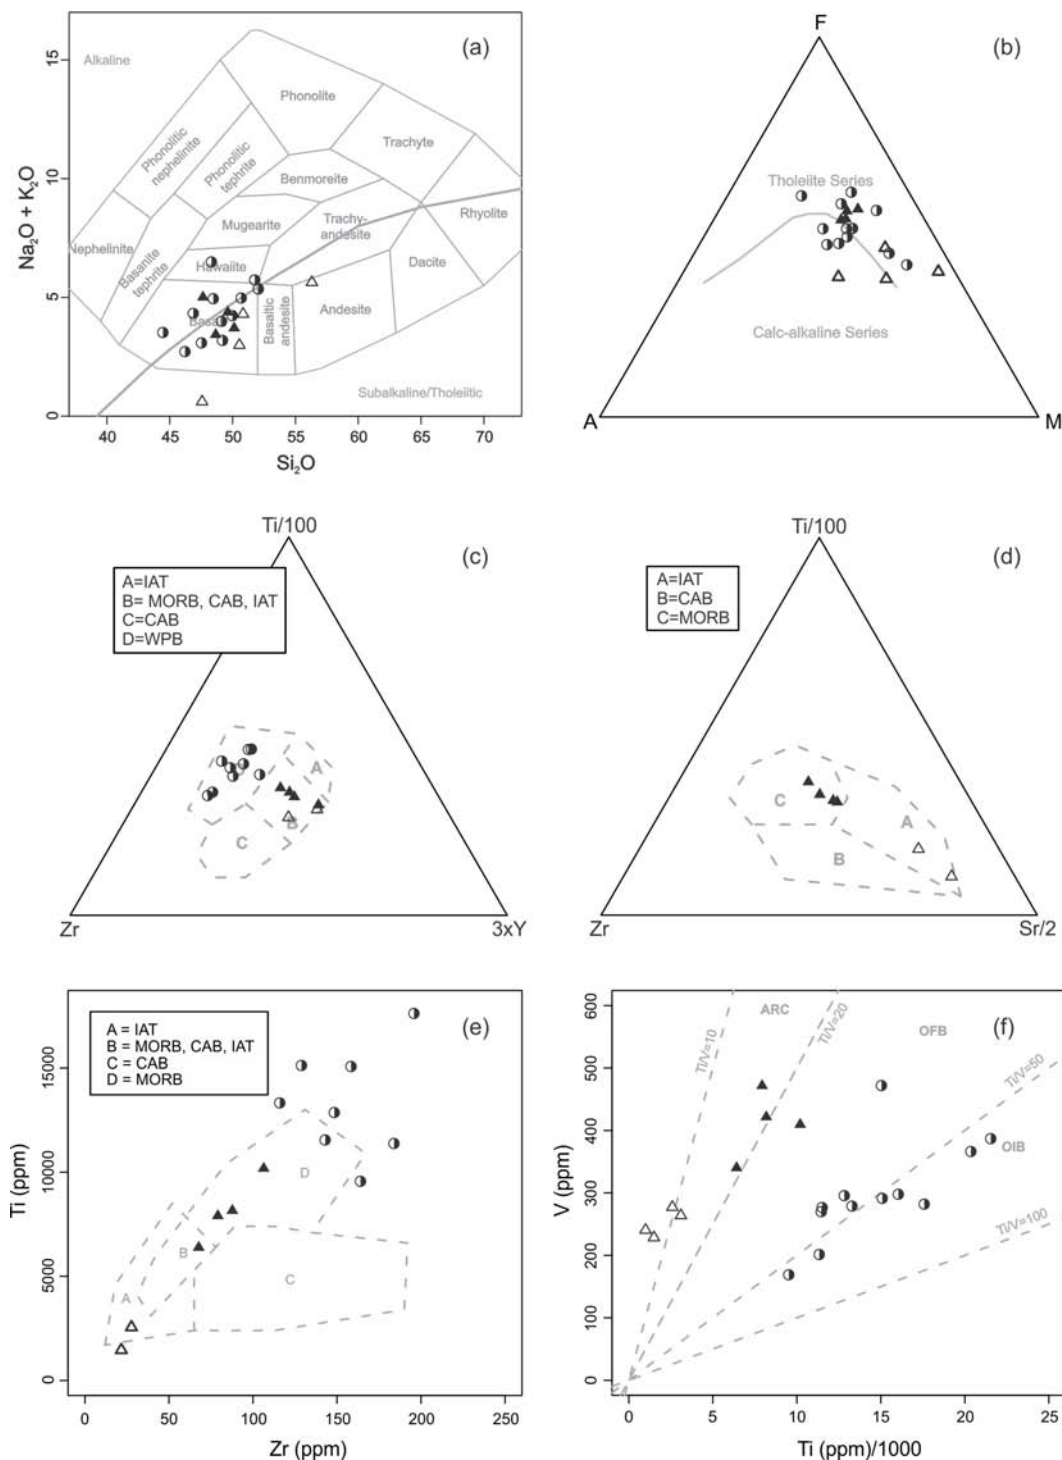 (a)
Alkaline
Phonolite
Phonolitic
nephelinite
Phonolitic
tephrite
Trachyte
Benmoreite
Mugearite
Trachy-
andesite
Rhyolite
Nephelinite
Basanite
tephrite
Hawaiite
Dacite
Basaltic
andesite
Andesite
Subalkaline/Tholeiitic
Na₂O + K₂O
0
5
10
15
40
45
50
55
60
65
70
Si₂O
(b)
F
Tholeiite Series
Calc-alkaline Series
A
M
(c)
Ti/100
A=IAT
B= MORB, CAB, IAT
C=CAB
D=WPB
A
B
C
Zr
3xY
(d)
Ti/100
A=IAT
B=CAB
C=MORB
C
A
B
Zr
Sr/2
(e)
A = IAT
B = MORB, CAB, IAT
C = CAB
D = MORB
D
B
C
A
Ti (ppm)
0
5000
10000
15000
0
50
100
150
200
250
Zr (ppm)
(f)
ARC
OFB
OIB
Ti/V=10
Ti/V=20
Ti/V=50
Ti/V=100
V (ppm)
0
100
200
300
400
500
600
0
5
10
15
20
25
Ti (ppm)/1000